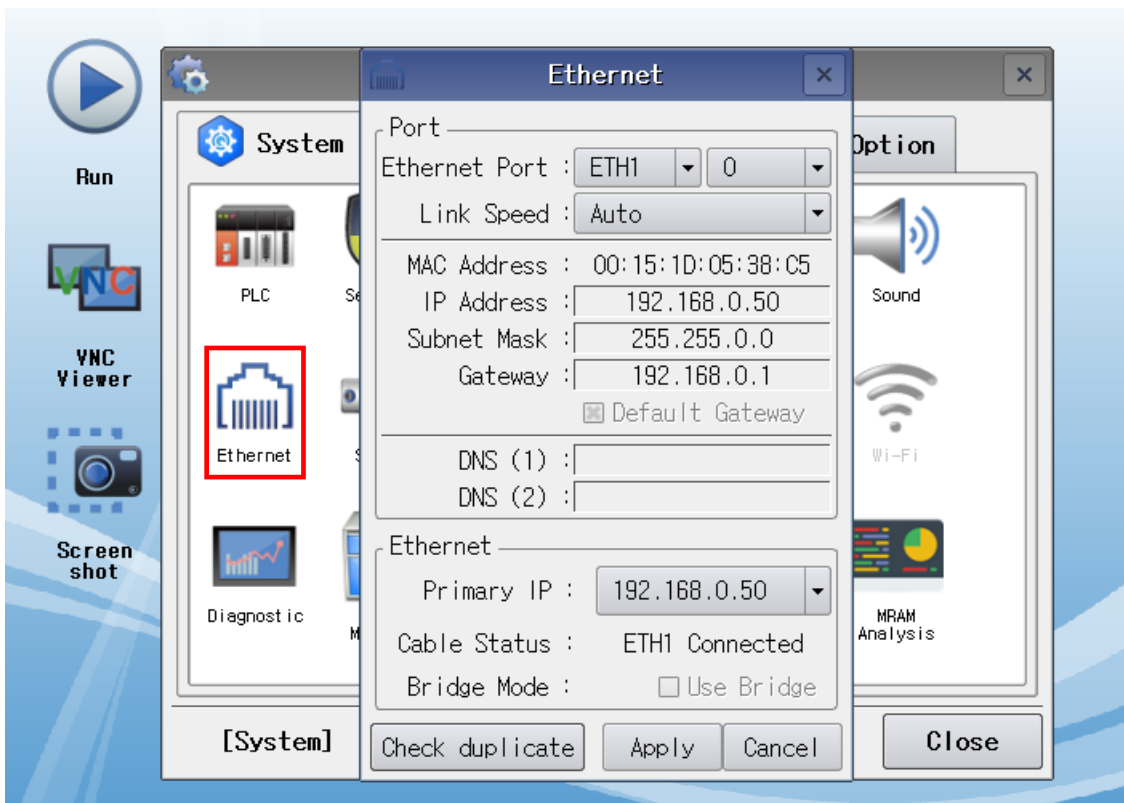 Run
VNC
VNC
Viewer
Screen
shot
System
Option
PLC
Se
Sound
Ethernet
Wi-Fi
Diagnostic
M
MRAM
Analysis
[System]
Close
Ethernet
Port
Ethernet Port : ETH1 0
Link Speed : Auto
MAC Address : 00:15:1D:05:38:C5
IP Address : 192.168.0.50
Subnet Mask : 255.255.0.0
Gateway : 192.168.0.1
Default Gateway
DNS (1) :
DNS (2) :
Ethernet
Primary IP : 192.168.0.50
Cable Status : ETH1 Connected
Bridge Mode : Use Bridge
Check duplicate Apply Cancel